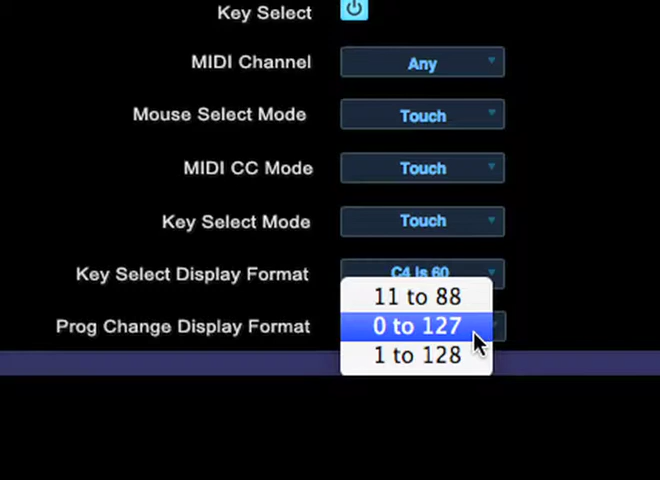 Key Select
MIDI Channel Any
Mouse Select Mode Touch
MIDI CC Mode Touch
Key Select Mode Touch
Key Select Display Format C4 is 60
11 to 88
Prog Change Display Format 0 to 127
1 to 128